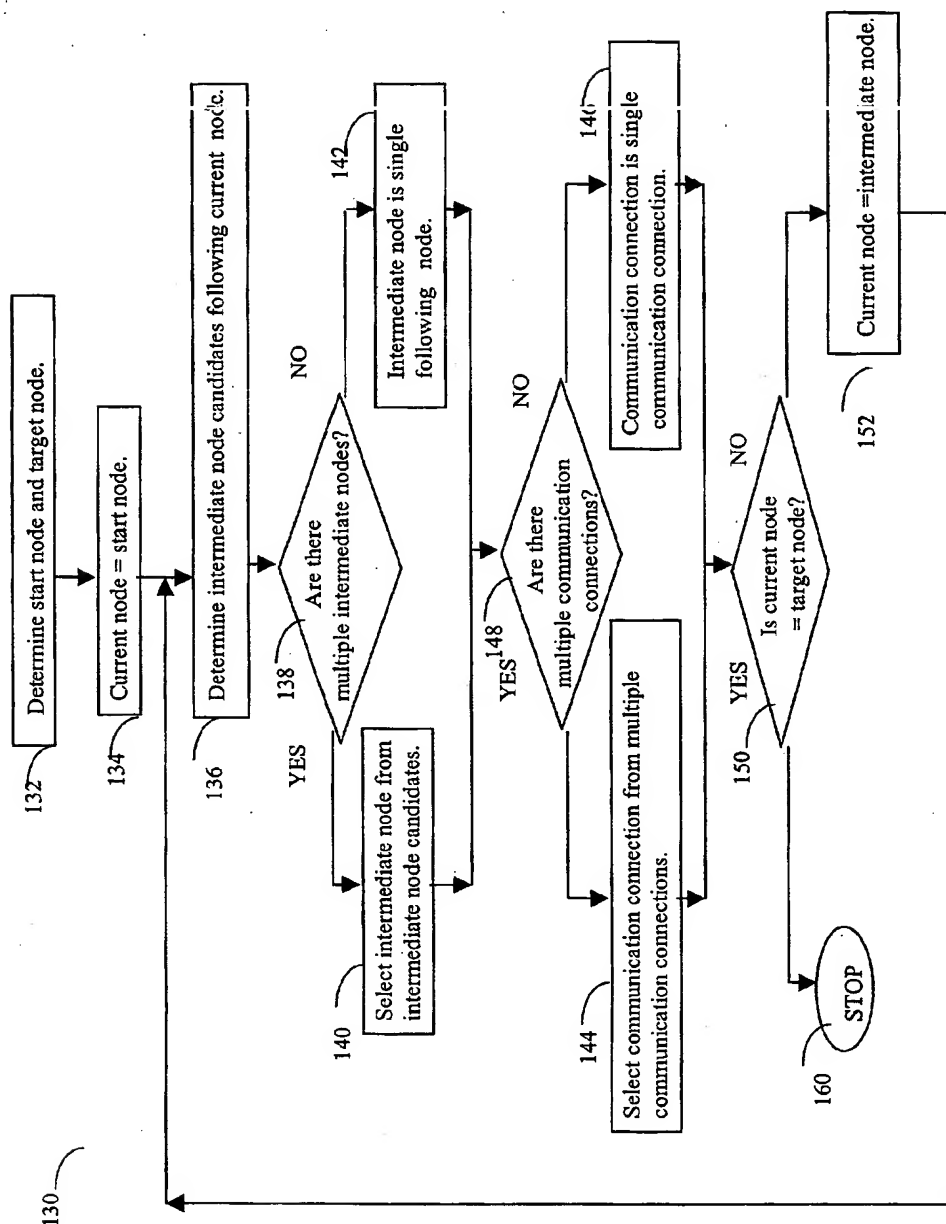 130
132
Determine start node and target node.
134
Current node = start node.
136
Determine intermediate node candidates following current node.
138
Are there
multiple intermediate nodes?
YES
NO
140
Select intermediate node from
intermediate node candidates.
142
Intermediate node is single
following node.
148
Are there
multiple communication
connections?
YES
NO
144
Select communication connection from multiple
communication connections.
146
Communication connection is single
communication connection.
150
Is current node
= target node?
YES
NO
160
STOP
152
Current node =intermediate node.